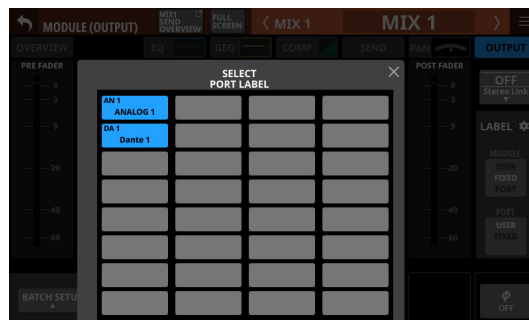 MODULE (OUTPUT)
MIX1
SEND
OVERVIEW
FULL
SCREEN
MIX 1
MIX 1
OVERVIEW
EQ
GEQ
COMP
SEND
PAN
OUTPUT
PRE FADER
SELECT
PORT LABEL
POST FADER
OFF
Stereo Link
0
3
9
20
40
60
AN 1
ANALOG 1
DA 1
Dante 1
0
3
9
20
40
60
LABEL
MODULE
USER
FIXED
PORT
PORT
USER
FIXED
BATCH SETU
φ
OFF